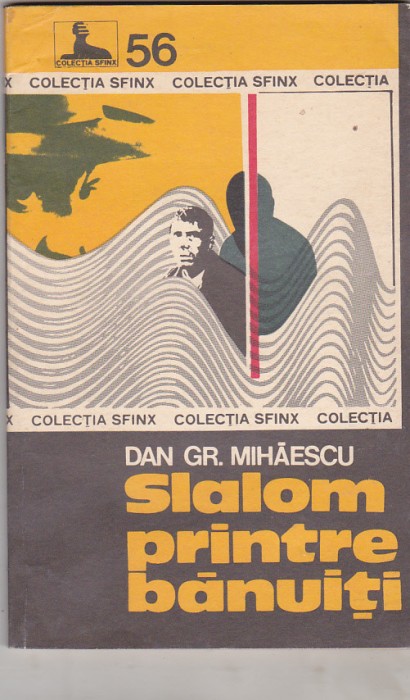 COLECȚIA SFINX
56
X COLECȚIA SFINX COLECȚIA SFINX COLECȚIA
X COLECȚIA SFINX COLECȚIA SFINX COLECȚIA
DAN GR. MIHĂESCU
Slalom
printre
bănuiți